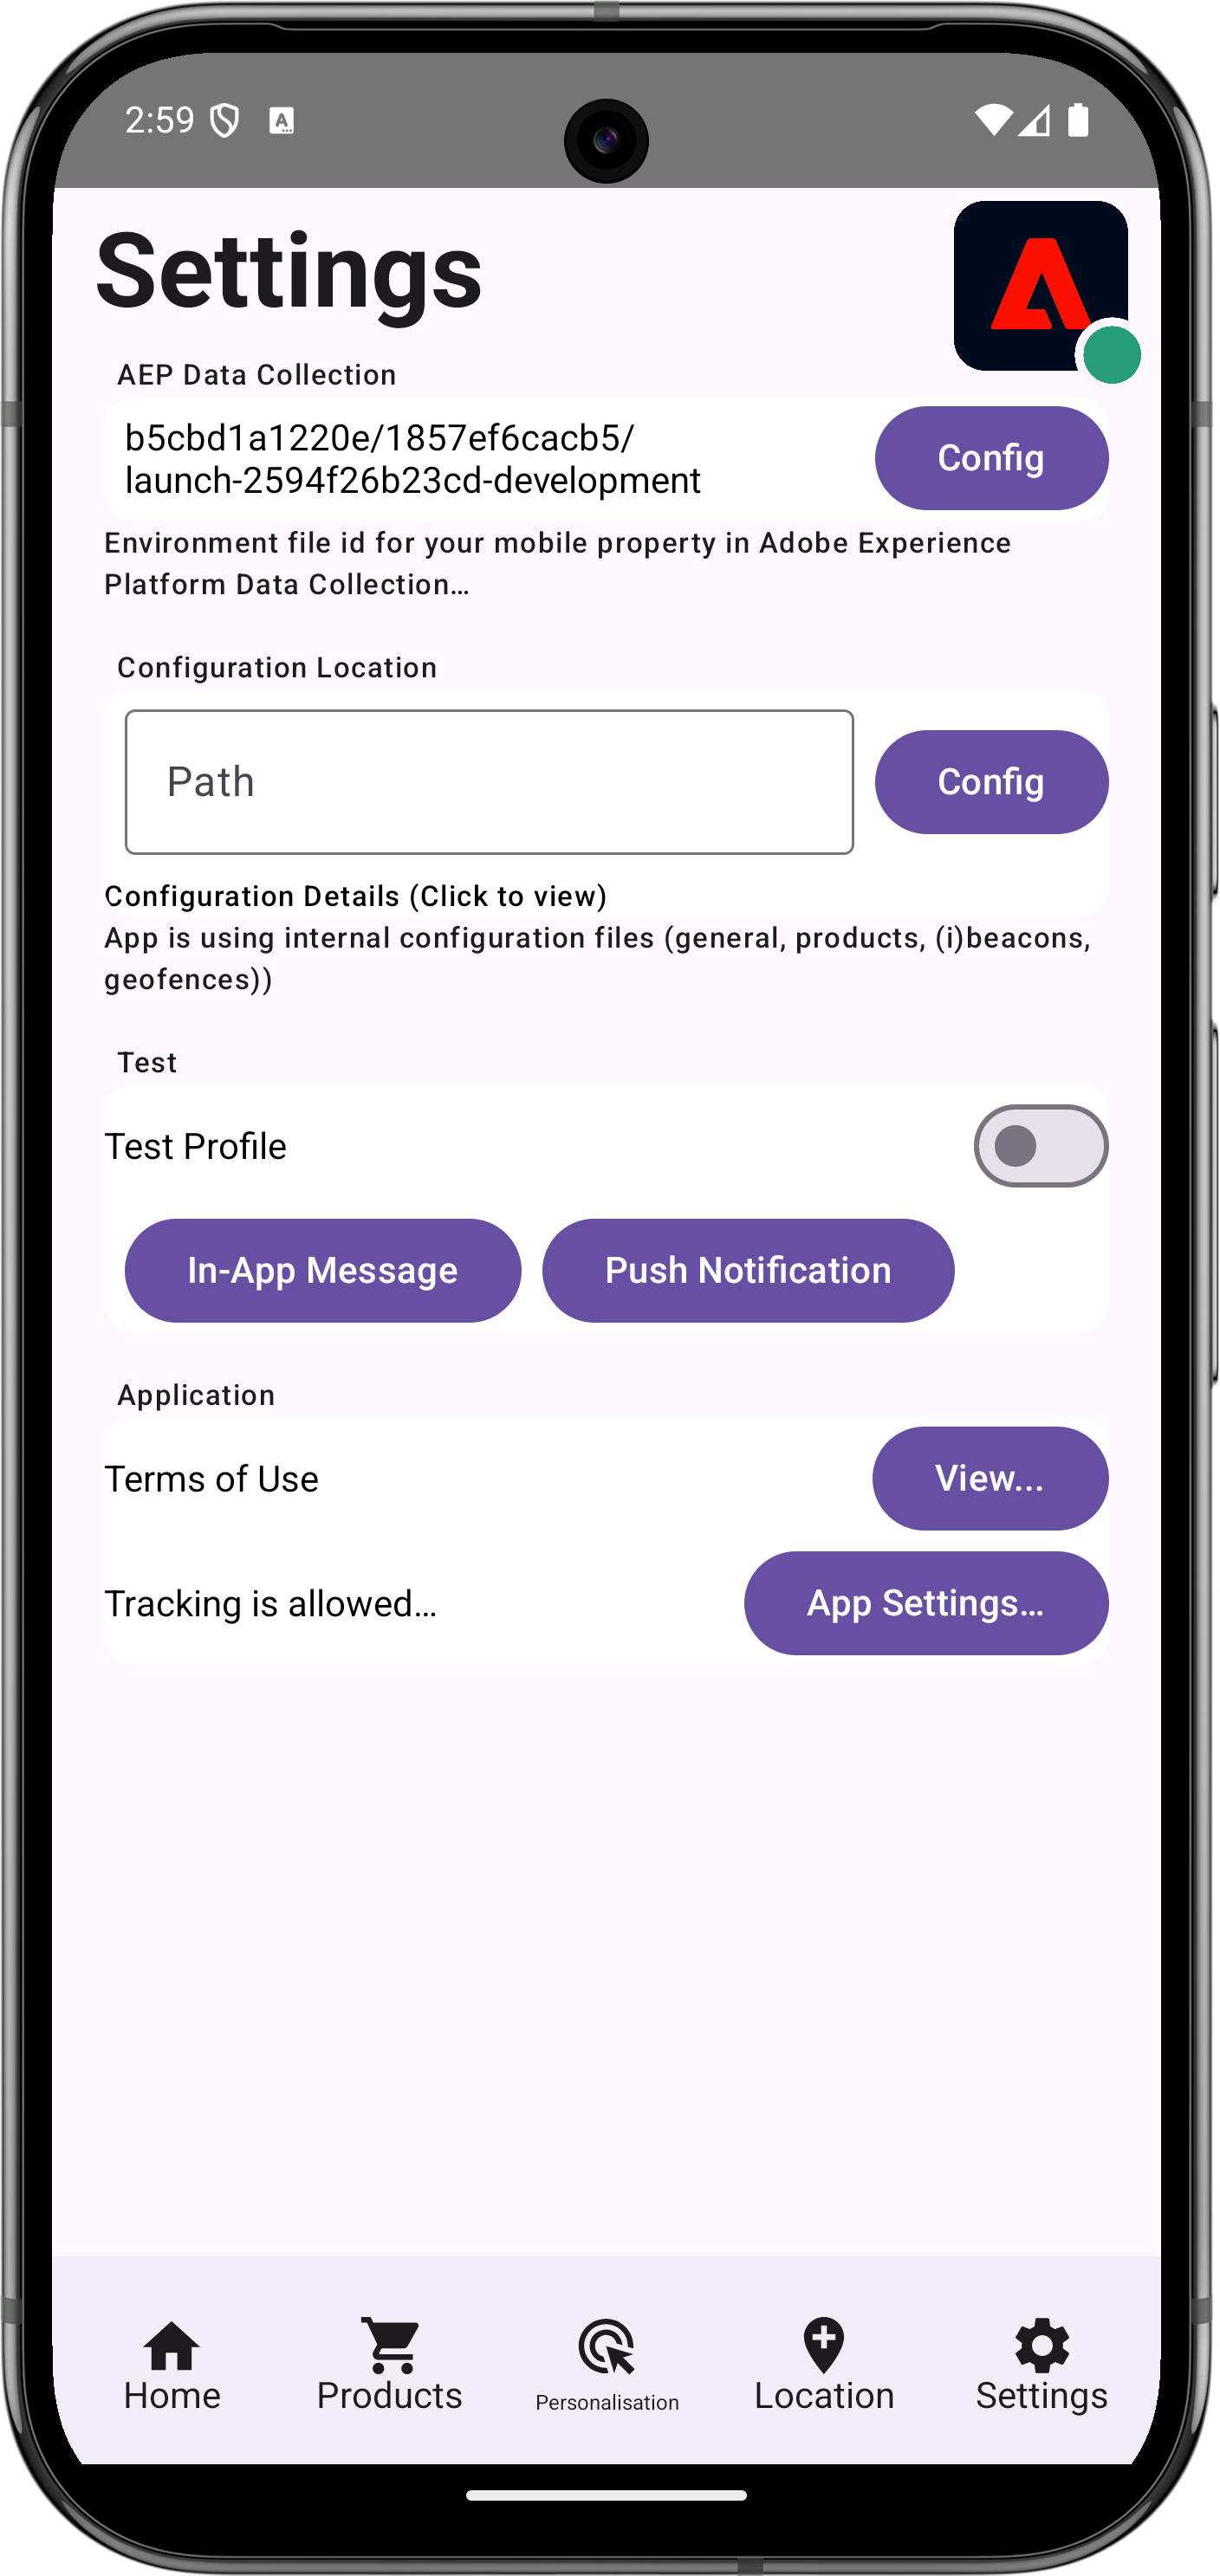 2:59
Settings
AEP Data Collection
b5cbd1a1220e/1857ef6cacb5/
launch-2594f26b23cd-development
Config
Environment file id for your mobile property in Adobe Experience
Platform Data Collection…
Configuration Location
Path
Config
Configuration Details (Click to view)
App is using internal configuration files (general, products, (i)beacons,
geofences))
Test
Test Profile
In-App Message
Push Notification
Application
Terms of Use
View...
Tracking is allowed…
App Settings…
Home
Products
Personalisation
Location
Settings